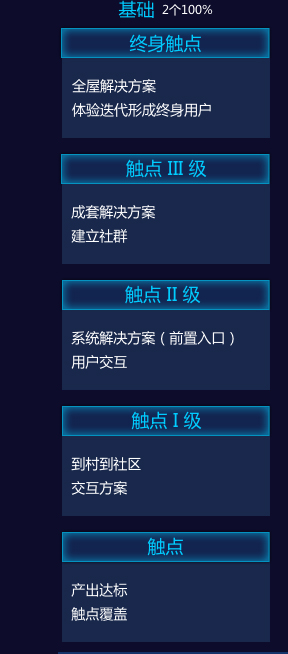 基础 2个100%
终身触点
全屋解决方案
体验迭代形成终身用户
触点 III 级
成套解决方案
建立社群
触点 II 级
系统解决方案（前置入口）
用户交互
触点 I 级
到村到社区
交互方案
触点
产出达标
触点覆盖